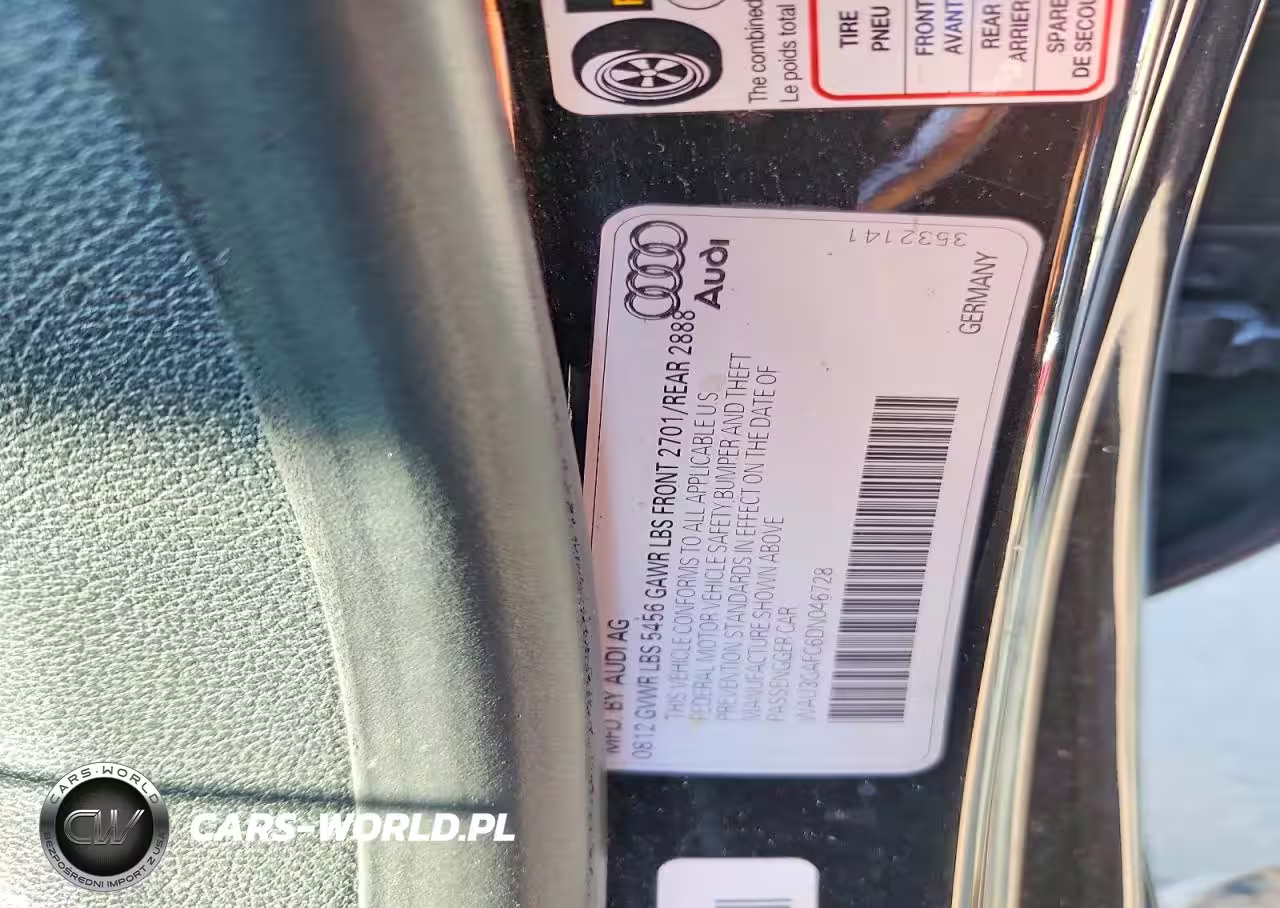 The combined
Le poids total
TIRE
PNEU
FRONT
AVANT
REAR
ARRIER
SPARE
DE SECOU
Audi
3532141
MFD BY AUDI AG
0812 GVWR LBS 5456 GAWR LBS FRONT 2701/REAR 2888
THIS VEHICLE CONFORMS TO ALL APPLICABLE U.S.
FEDERAL MOTOR VEHICLE SAFETY, BUMPER AND THEFT
PREVENTION STANDARDS IN EFFECT ON THE DATE OF
MANUFACTURE SHOWN ABOVE
PASSENGGER CAR
WAU3CAFC6DN046728
GERMANY
CARS-WORLD
CW
BEZPOŚREDNI IMPORT Z USA
CARS-WORLD.PL